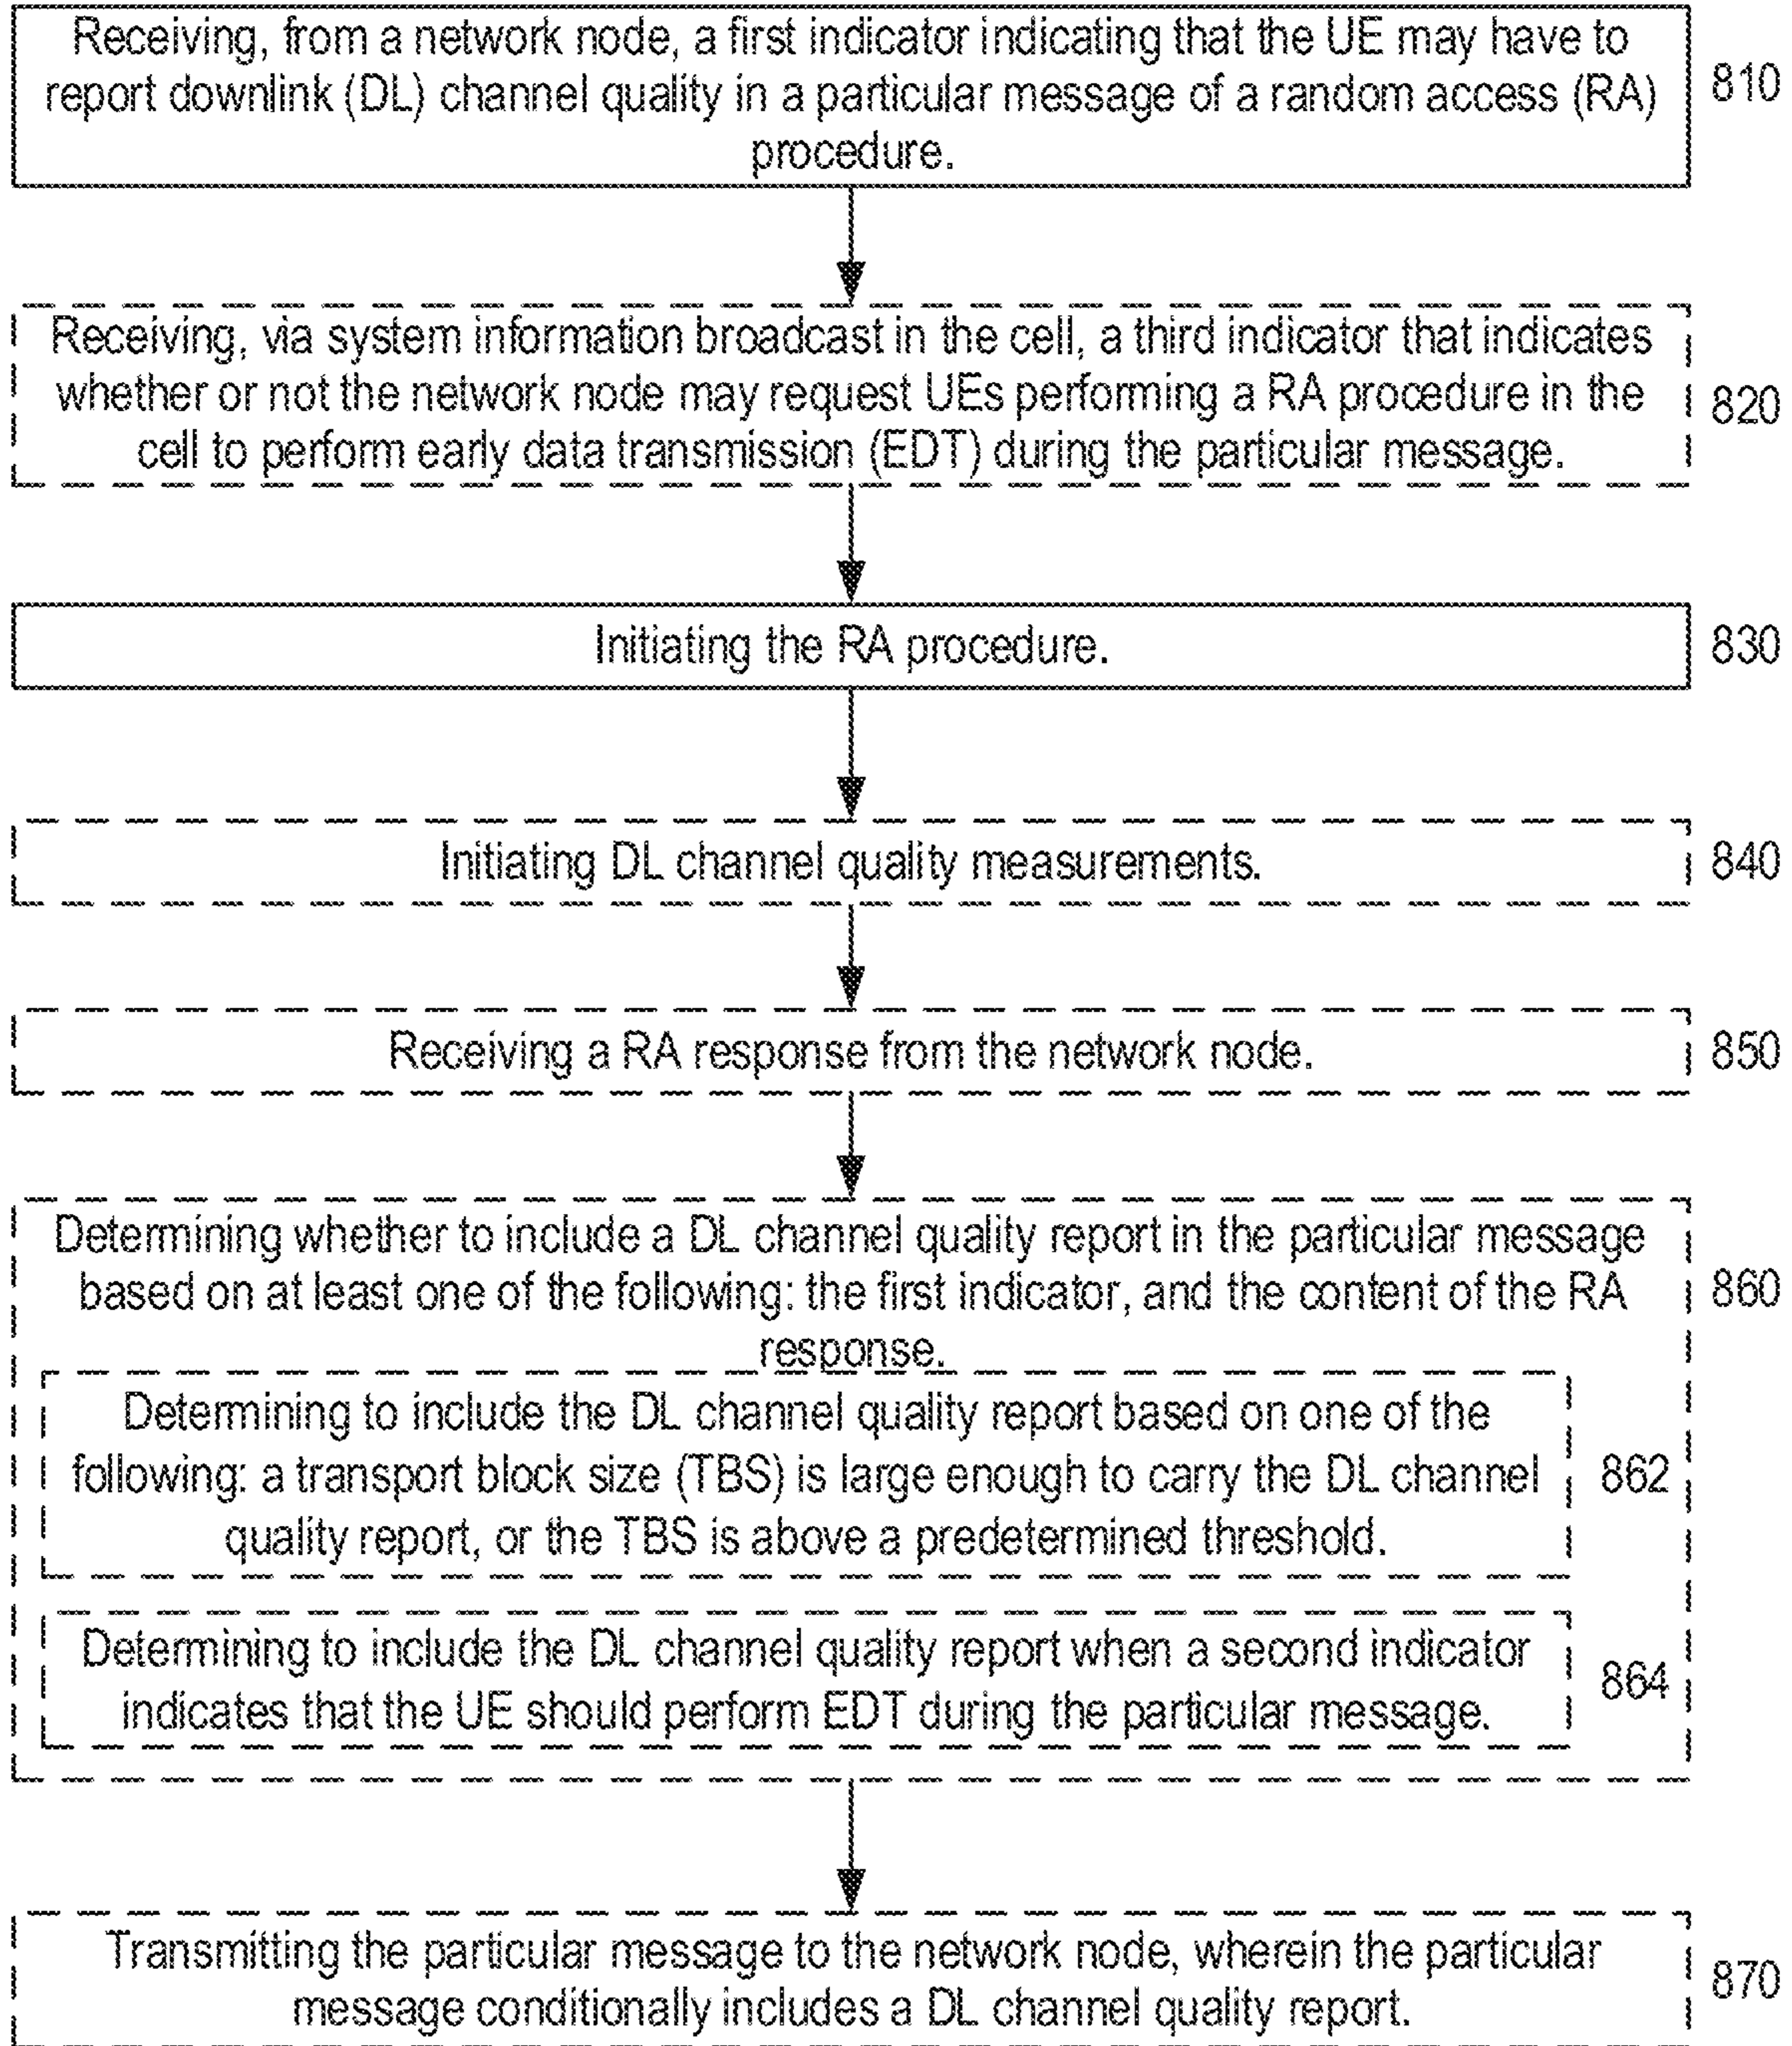 Receiving, from a network node, a first indicator indicating that the UE may have to
report downlink (DL) channel quality in a particular message of a random access (RA)
procedure.
810
Receiving, via system information broadcast in the cell, a third indicator that indicates
whether or not the network node may request UEs performing a RA procedure in the
cell to perform early data transmission (EDT) during the particular message.
820
Initiating the RA procedure.
830
Initiating DL channel quality measurements.
840
Receiving a RA response from the network node.
850
Determining whether to include a DL channel quality report in the particular message
based on at least one of the following: the first indicator, and the content of the RA
response.
860
Determining to include the DL channel quality report based on one of the
following: a transport block size (TBS) is large enough to carry the DL channel
quality report, or the TBS is above a predetermined threshold.
862
Determining to include the DL channel quality report when a second indicator
indicates that the UE should perform EDT during the particular message.
864
Transmitting the particular message to the network node, wherein the particular
message conditionally includes a DL channel quality report.
870